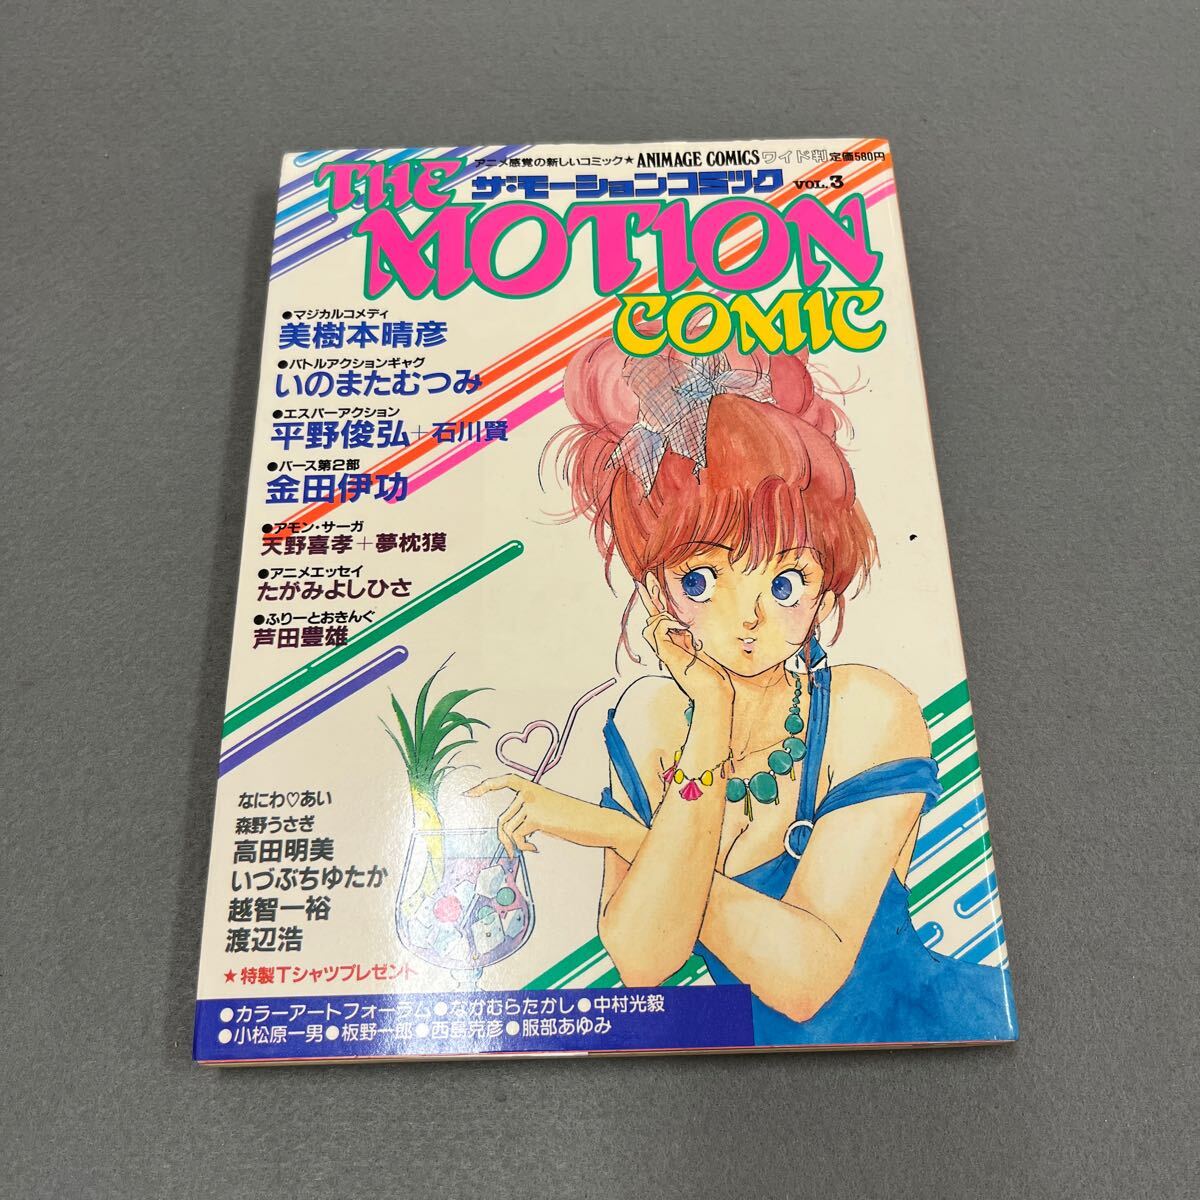 アニメ感覚の新しいコミック★ANIMAGE COMICS ワイド判 定価580円
ザ・モーションコミック VOL.3
THE
MOTION
COMIC
●マジカルコメディ
美樹本晴彦
●バトルアクションギャグ
いのまたむつみ
●エスパーアクション
平野俊弘+石川賢
●バース第2部
金田伊功
●アモン・サーガ
天野喜孝+夢枕獏
●アニメエッセイ
たがみよしひさ
●ふりーとおきんぐ
芦田豊雄
なにわ♡あい
森野うさぎ
高田明美
いづぶちゆたか
越智一裕
渡辺浩
★特製Tシャツプレゼント
●カラーアートフォーラム●なかむらたかし●中村光毅
●小松原一男●板野一郎●西島克彦●服部あゆみ